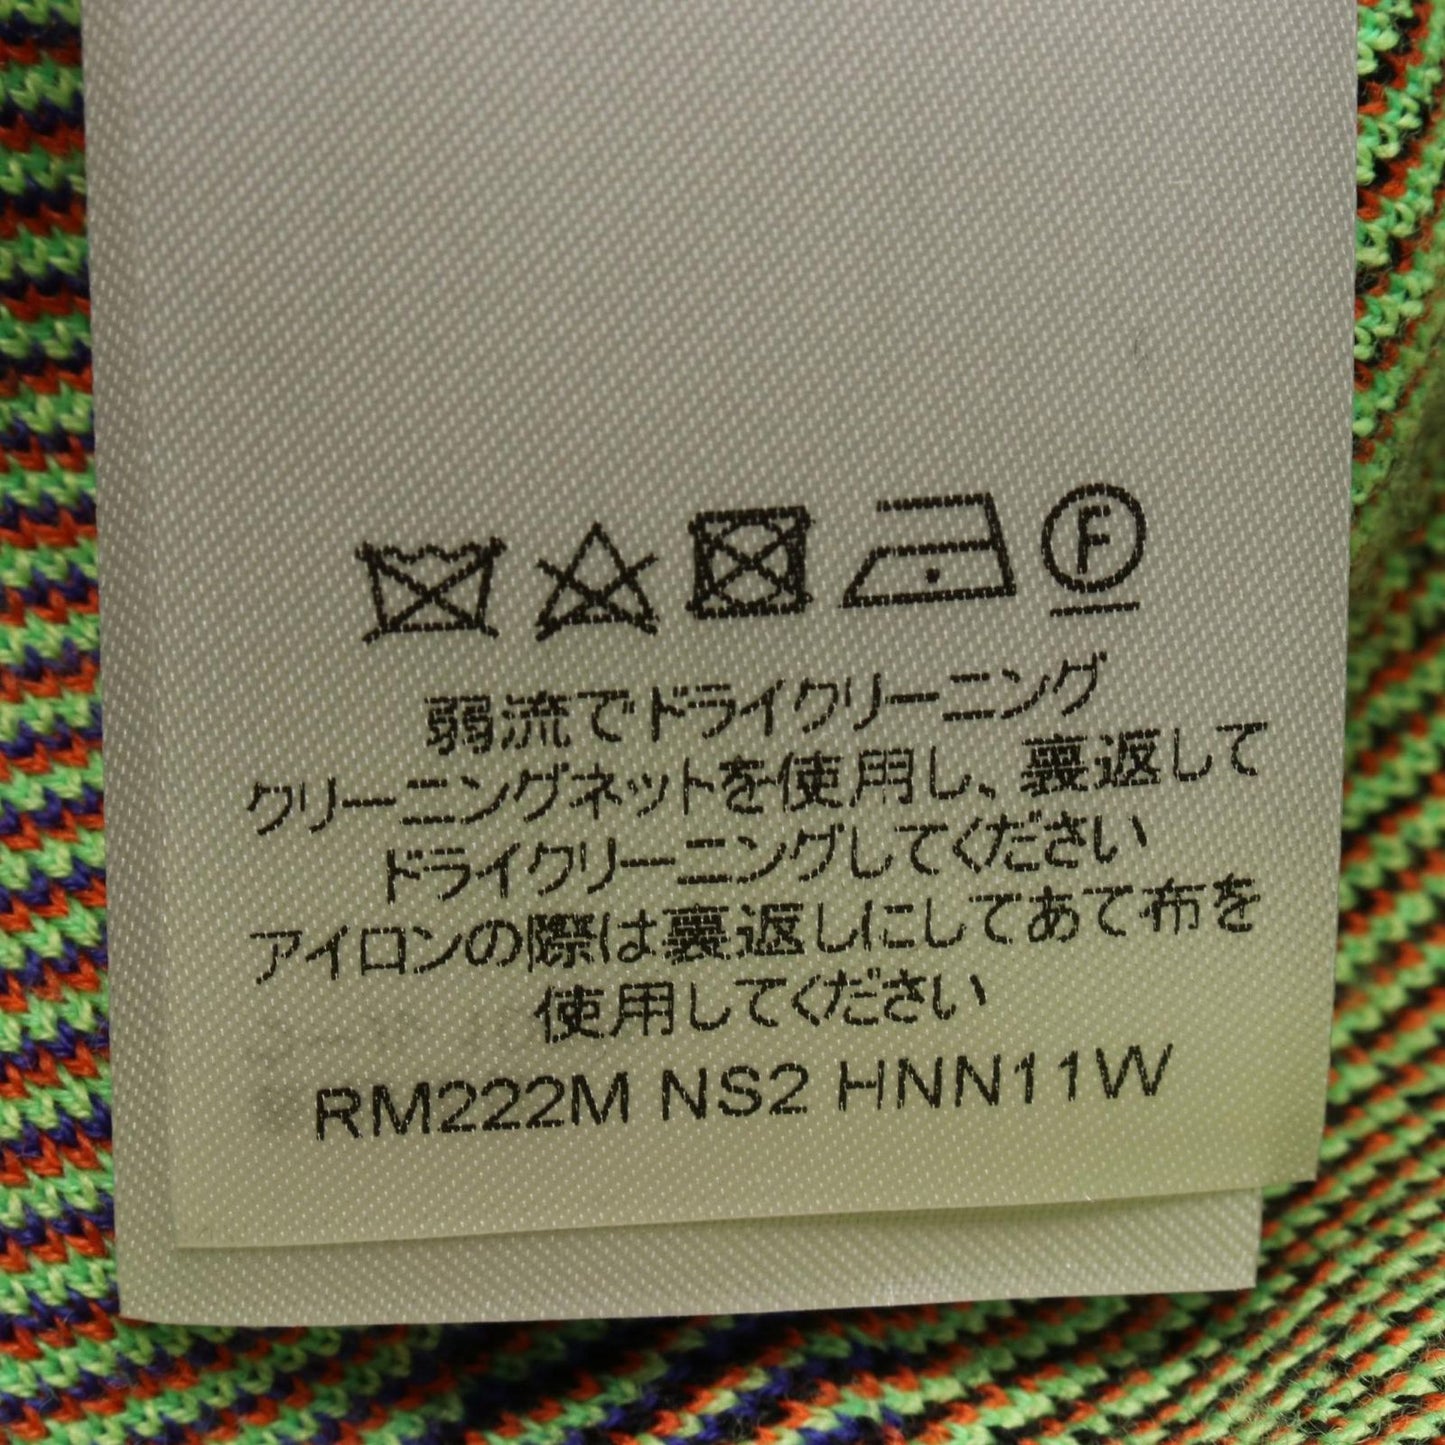 F
弱流でドライクリーニング
クリーニングネットを使用し、裏返して
ドライクリーニングしてください
アイロンの際は裏返しにしてあて布を
使用してください
RM222M NS2 HNN11W